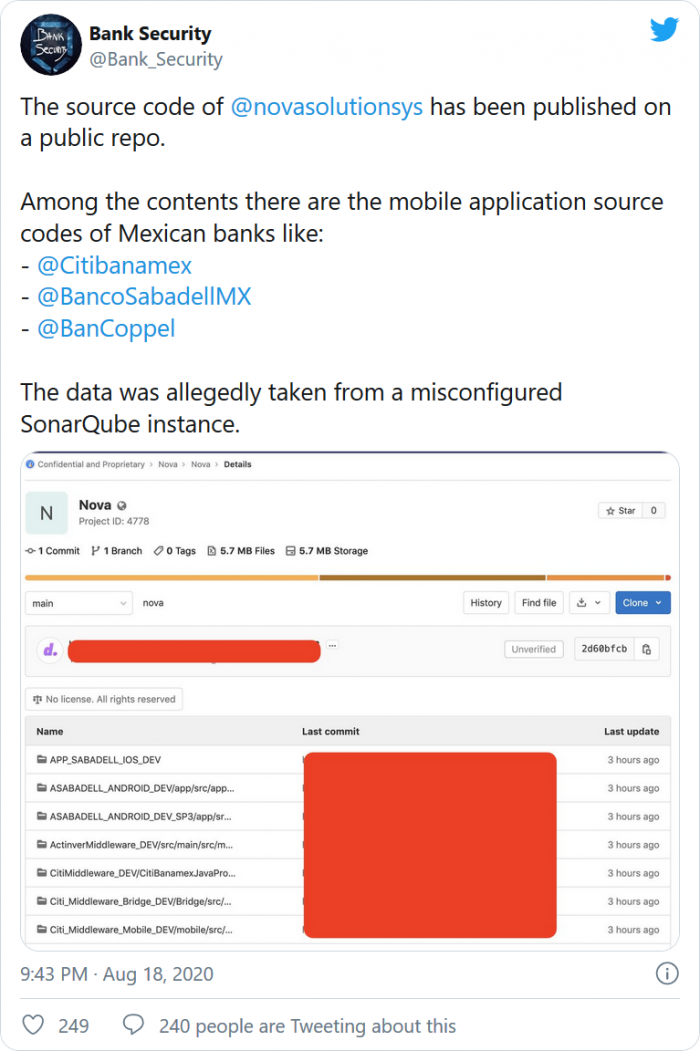 BANK
SECURITY
Bank Security
@Bank_Security
The source code of @novasolutionsys has been published on
a public repo.
Among the contents there are the mobile application source
codes of Mexican banks like:
- @Citibanamex
- @BancoSabadellMX
- @BanCoppel
The data was allegedly taken from a misconfigured
SonarQube instance.
Confidential and Proprietary › Nova › Nova › Details
N
Nova
Project ID: 4778
Star 0
1 Commit 1 Branch 0 Tags 5.7 MB Files 5.7 MB Storage
main nova History Find file Clone
d. ... Unverified 2d60bfcb
No license. All rights reserved
Name Last commit Last update
APP_SABADELL_IOS_DEV 3 hours ago
ASABADELL_ANDROID_DEV/app/src/app... 3 hours ago
ASABADELL_ANDROID_DEV_SP3/app/sr... 3 hours ago
ActinverMiddleware_DEV/src/main/src/m... 3 hours ago
CitiMiddleware_DEV/CitiBanamexJavaPro... 3 hours ago
Citi_Middleware_Bridge_DEV/Bridge/src/... 3 hours ago
Citi_Middleware_Mobile_DEV/mobile/src/... 3 hours ago
9:43 PM · Aug 18, 2020
249 240 people are Tweeting about this